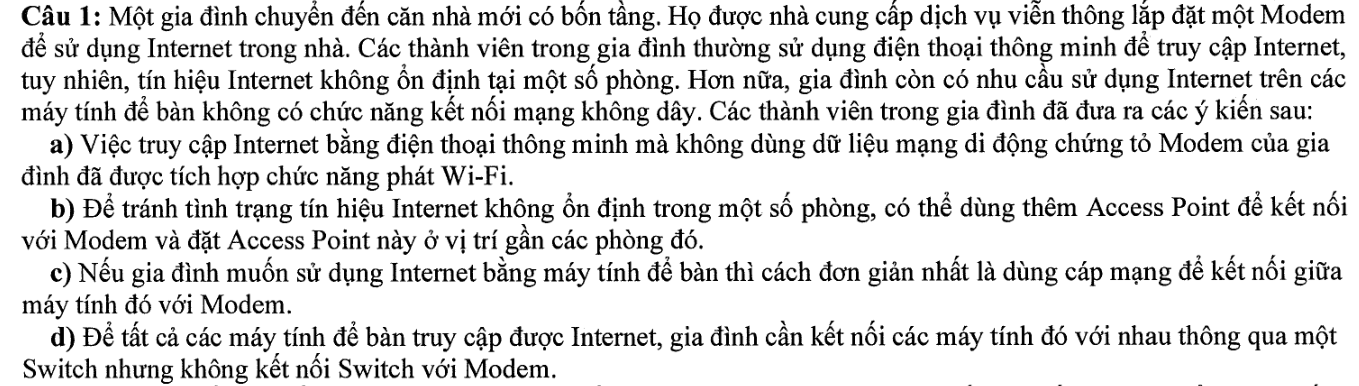 Câu 1: Một gia đình chuyển đến căn nhà mới có bốn tầng. Họ được nhà cung cấp dịch vụ viễn thông lắp đặt một Modem
để sử dụng Internet trong nhà. Các thành viên trong gia đình thường sử dụng điện thoại thông minh để truy cập Internet,
tuy nhiên, tín hiệu Internet không ổn định tại một số phòng. Hơn nữa, gia đình còn có nhu cầu sử dụng Internet trên các
máy tính để bàn không có chức năng kết nối mạng không dây. Các thành viên trong gia đình đã đưa ra các ý kiến sau:
a) Việc truy cập Internet bằng điện thoại thông minh mà không dùng dữ liệu mạng di động chứng tỏ Modem của gia
đình đã được tích hợp chức năng phát Wi-Fi.
b) Để tránh tình trạng tín hiệu Internet không ổn định trong một số phòng, có thể dùng thêm Access Point để kết nối
với Modem và đặt Access Point này ở vị trí gần các phòng đó.
c) Nếu gia đình muốn sử dụng Internet bằng máy tính để bàn thì cách đơn giản nhất là dùng cáp mạng để kết nối giữa
máy tính đó với Modem.
d) Để tất cả các máy tính để bàn truy cập được Internet, gia đình cần kết nối các máy tính đó với nhau thông qua một
Switch nhưng không kết nối Switch với Modem.